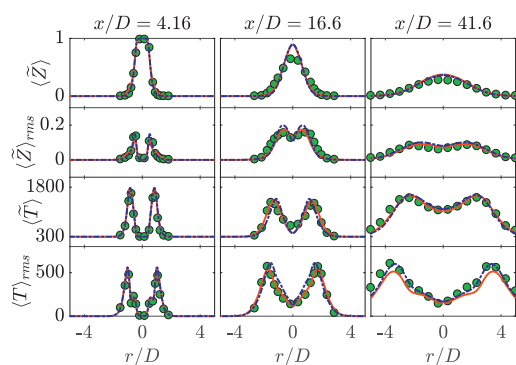 x/D = 4.16 x/D = 16.6 x/D = 41.6
1
⟨Z̃⟩
0
0.2
⟨Z̃⟩rms
0
1800
⟨T̃⟩
300
500
⟨T⟩rms
0
-4 0 4 -4 0 4 -4 0 4
r/D r/D r/D